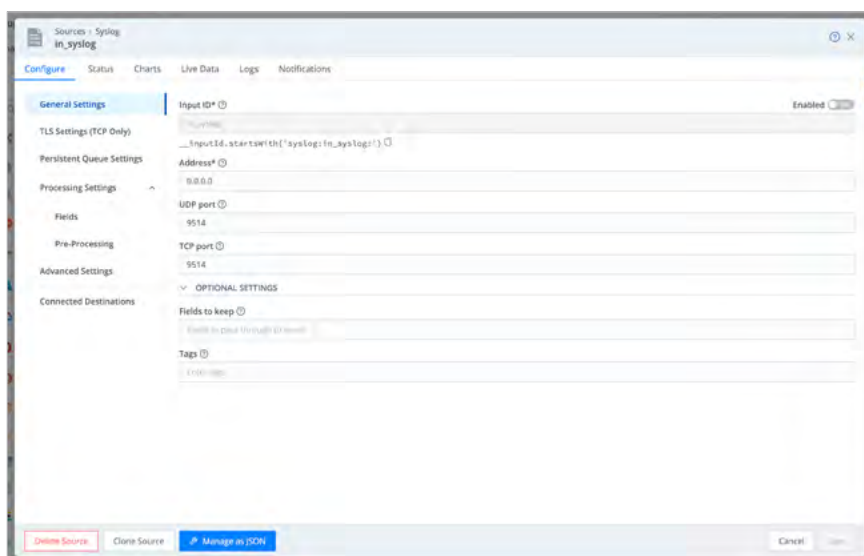 Sources › Syslog
in_syslog
Configure Status Charts Live Data Logs Notifications
General Settings
TLS Settings (TCP Only)
Persistent Queue Settings
Processing Settings
Fields
Pre-Processing
Advanced Settings
Connected Destinations
Input ID*
Enabled
__inputId.startsWith('syslog:in_syslog:')
Address*
0.0.0.0
UDP port
9514
TCP port
9514
OPTIONAL SETTINGS
Fields to keep
Tags
Delete Source
Clone Source
Manage as JSON
Cancel